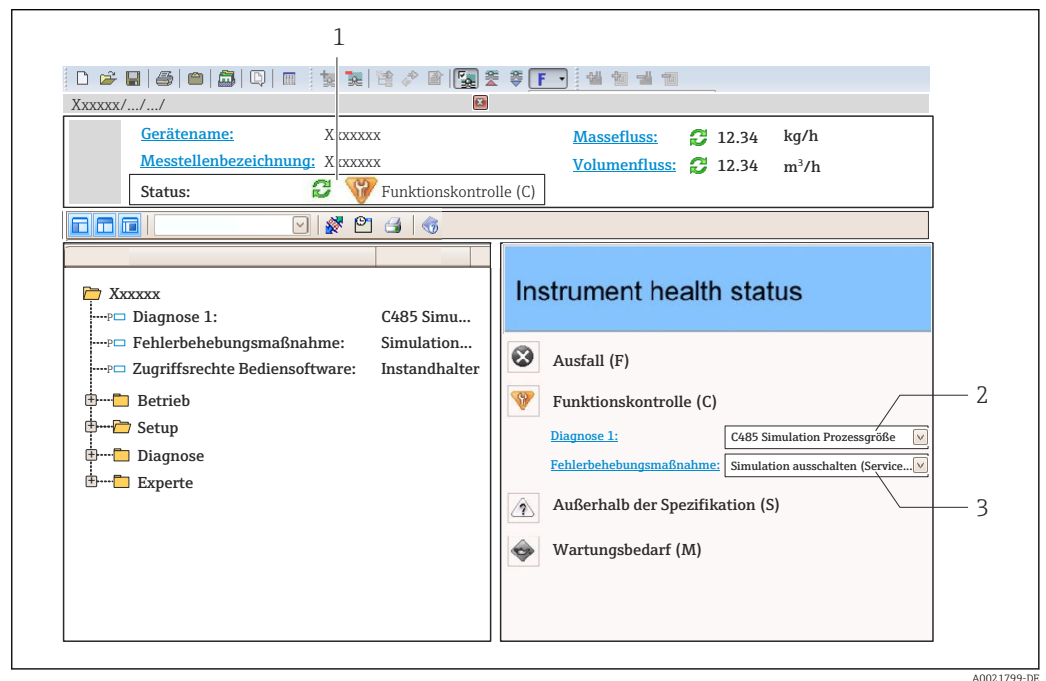 1
F
Xxxxxx/.../.../
Gerätename: Xxxxxxx
Massefluss: 12.34 kg/h
Messstellenbezeichnung: Xxxxxxx
Volumenfluss: 12.34 m³/h
Status: Funktionskontrolle (C)
Xxxxxx
P Diagnose 1: C485 Simu...
P Fehlerbehebungsmaßnahme: Simulation...
P Zugriffsrechte Bediensoftware: Instandhalter
Betrieb
Setup
Diagnose
Experte
Instrument health status
Ausfall (F)
Funktionskontrolle (C)
2
Diagnose 1: C485 Simulation Prozessgröße
Fehlerbehebungsmaßnahme: Simulation ausschalten (Service...
Außerhalb der Spezifikation (S)
3
Wartungsbedarf (M)
A0021799-DE